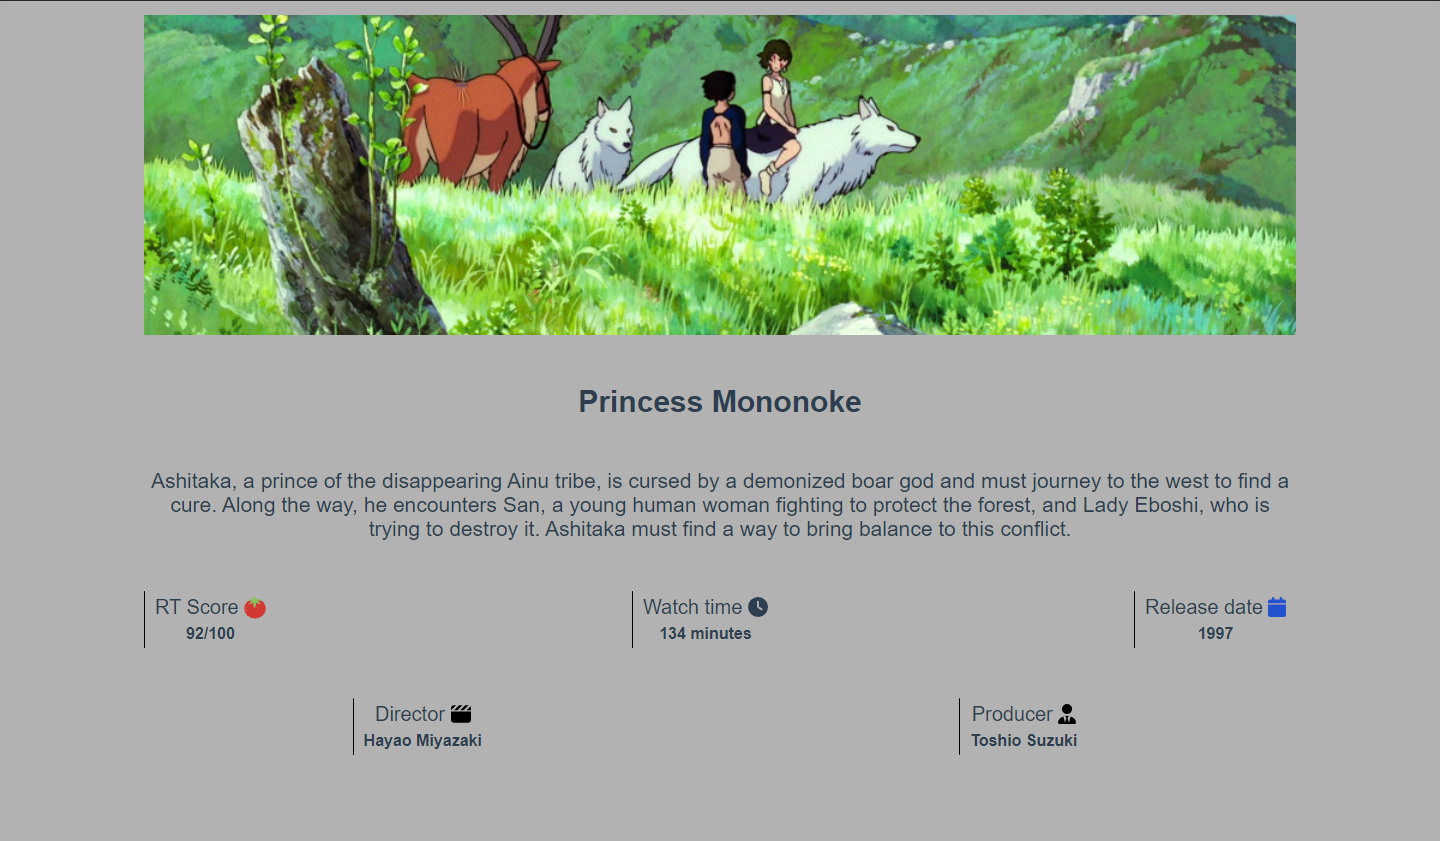 Princess Mononoke
Ashitaka, a prince of the disappearing Ainu tribe, is cursed by a demonized boar god and must journey to the west to find a
cure. Along the way, he encounters San, a young human woman fighting to protect the forest, and Lady Eboshi, who is
trying to destroy it. Ashitaka must find a way to bring balance to this conflict.
RT Score
92/100
Watch time
134 minutes
Release date
1997
Director
Hayao Miyazaki
Producer
Toshio Suzuki